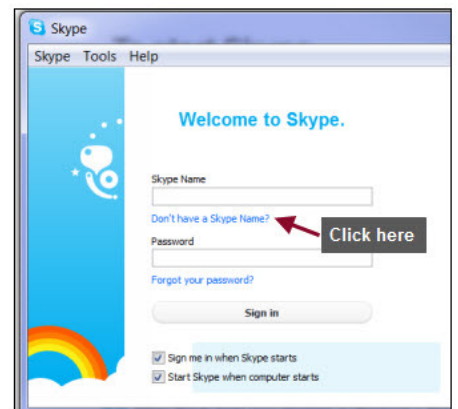 Skype
Skype Tools Help
Welcome to Skype.
Skype Name
Don't have a Skype Name?
Click here
Password
Forgot your password?
Sign in
Sign me in when Skype starts
Start Skype when computer starts